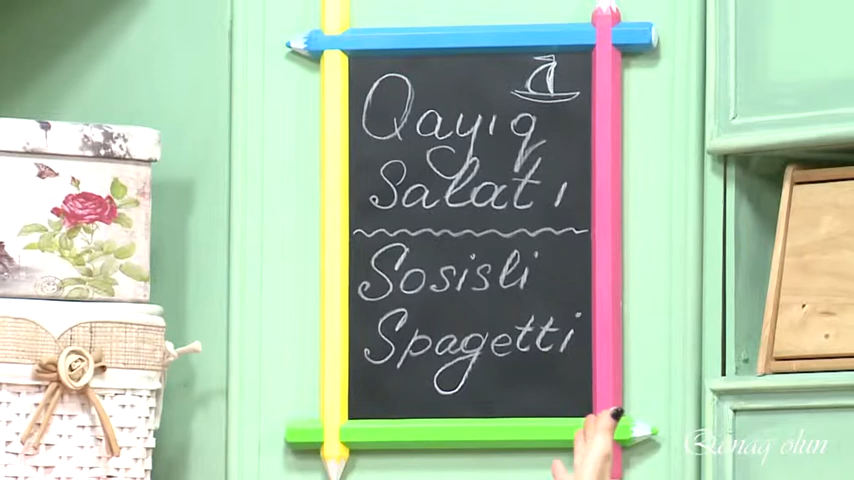 Qayıq
Salatı
Sosisli
Spagetti
Qonaq olun